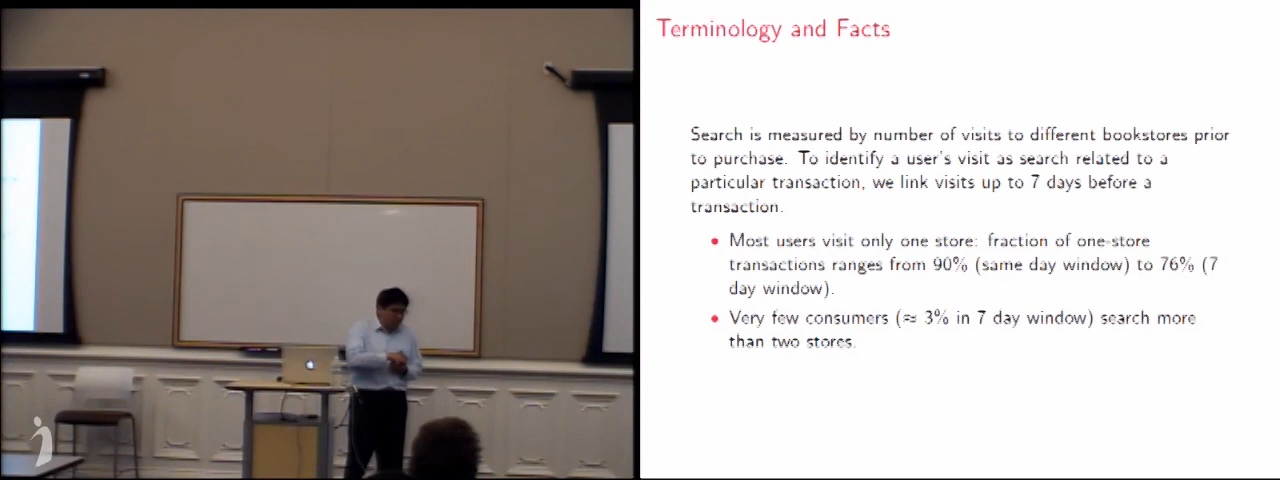 Terminology and Facts
Search is measured by number of visits to different bookstores prior
to purchase. To identify a user's visit as search related to a
particular transaction, we link visits up to 7 days before a
transaction.
• Most users visit only one store: fraction of one-store
transactions ranges from 90% (same day window) to 76% (7
day window).
• Very few consumers (≈ 3% in 7 day window) search more
than two stores.